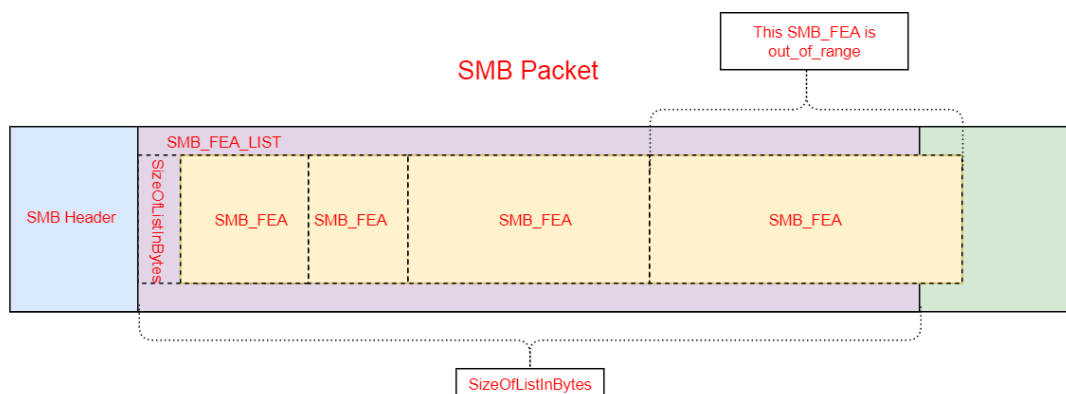 This SMB_FEA is
out_of_range
SMB Packet
SMB_FEA_LIST
SMB Header
SizeOfListInBytes
SMB_FEA
SMB_FEA
SMB_FEA
SMB_FEA
SizeOfListInBytes